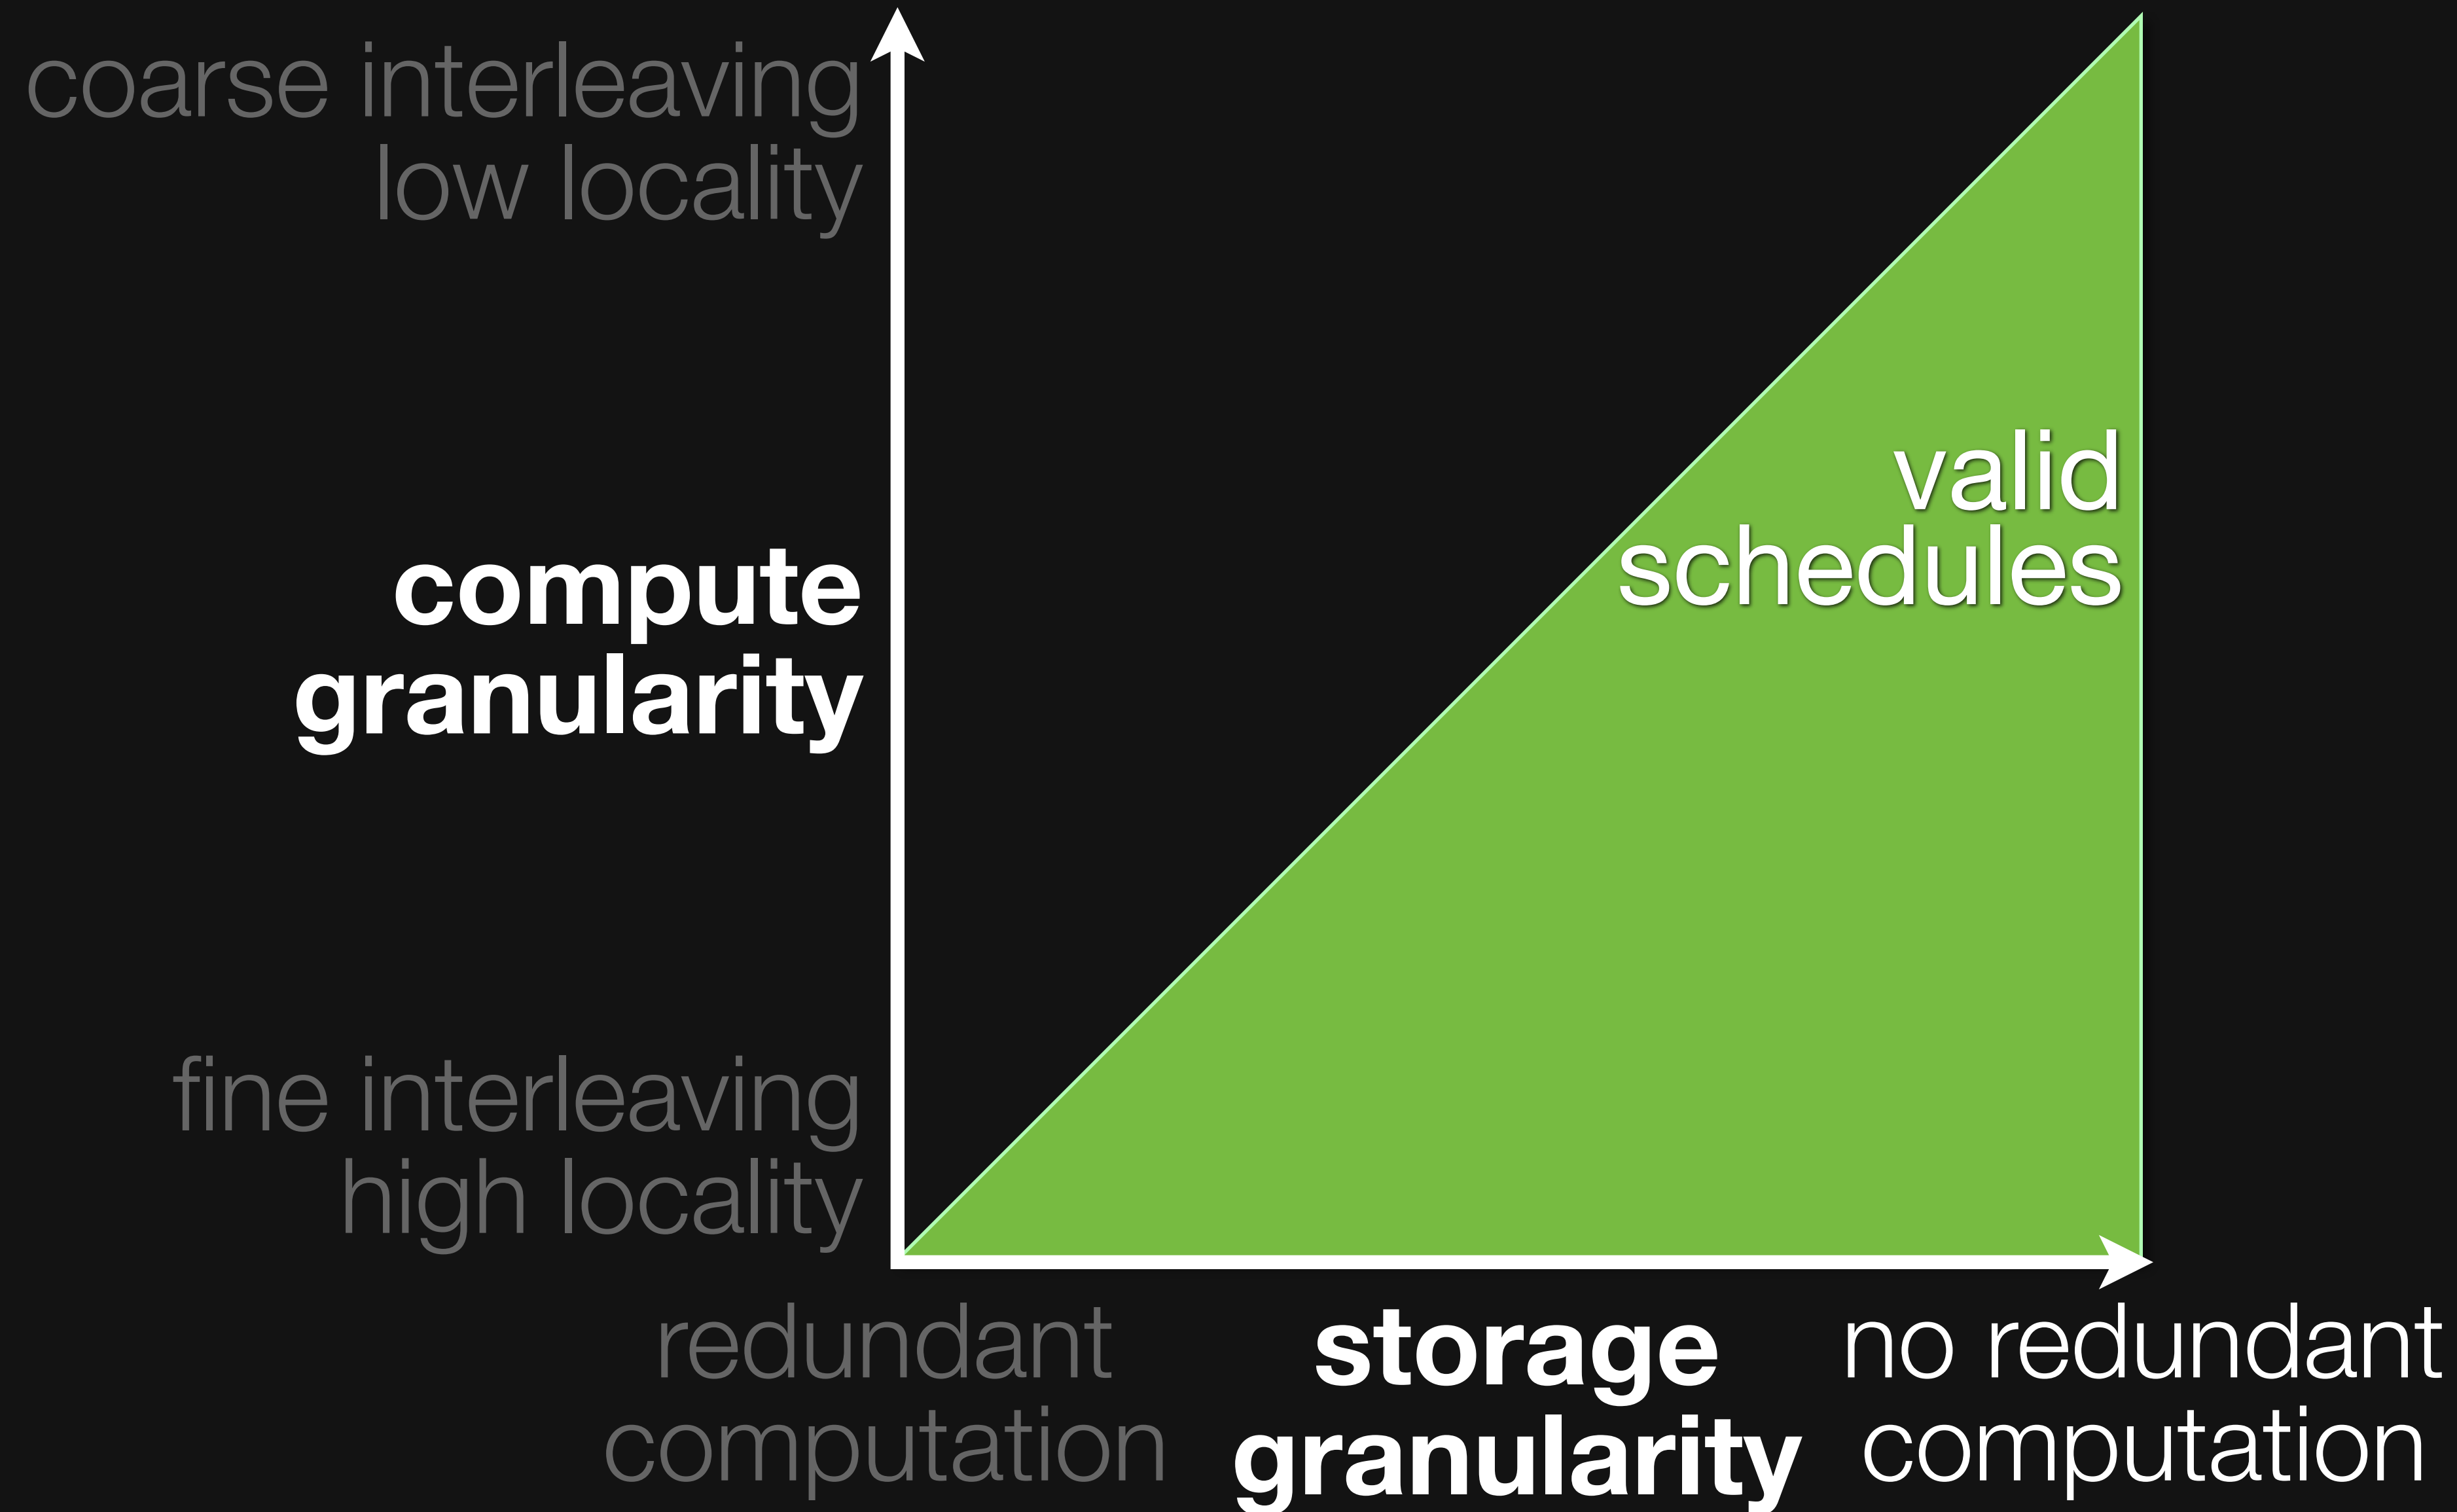 coarse interleaving
low locality
compute
granularity
valid
schedules
fine interleaving
high locality
redundant
computation
storage
granularity
no redundant
computation